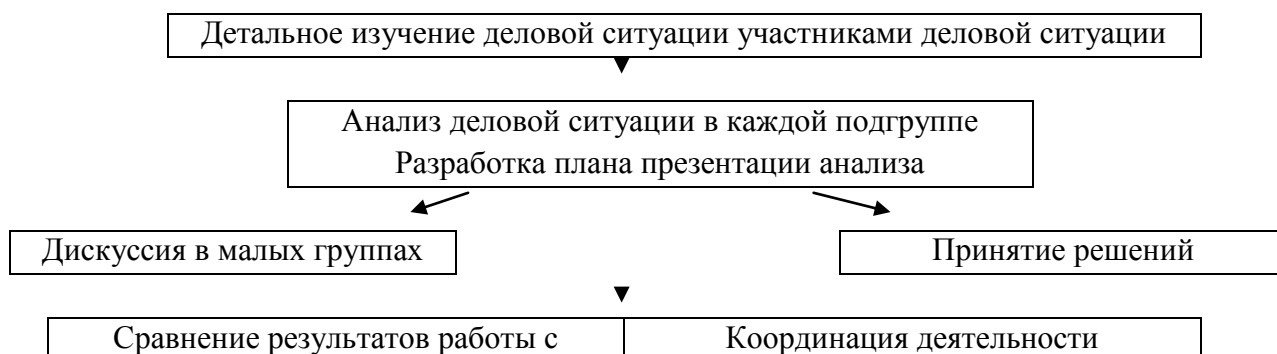 Детальное изучение деловой ситуации участниками деловой ситуации
Анализ деловой ситуации в каждой подгруппе
Разработка плана презентации анализа
Дискуссия в малых группах
Принятие решений
Сравнение результатов работы с
Координация деятельности